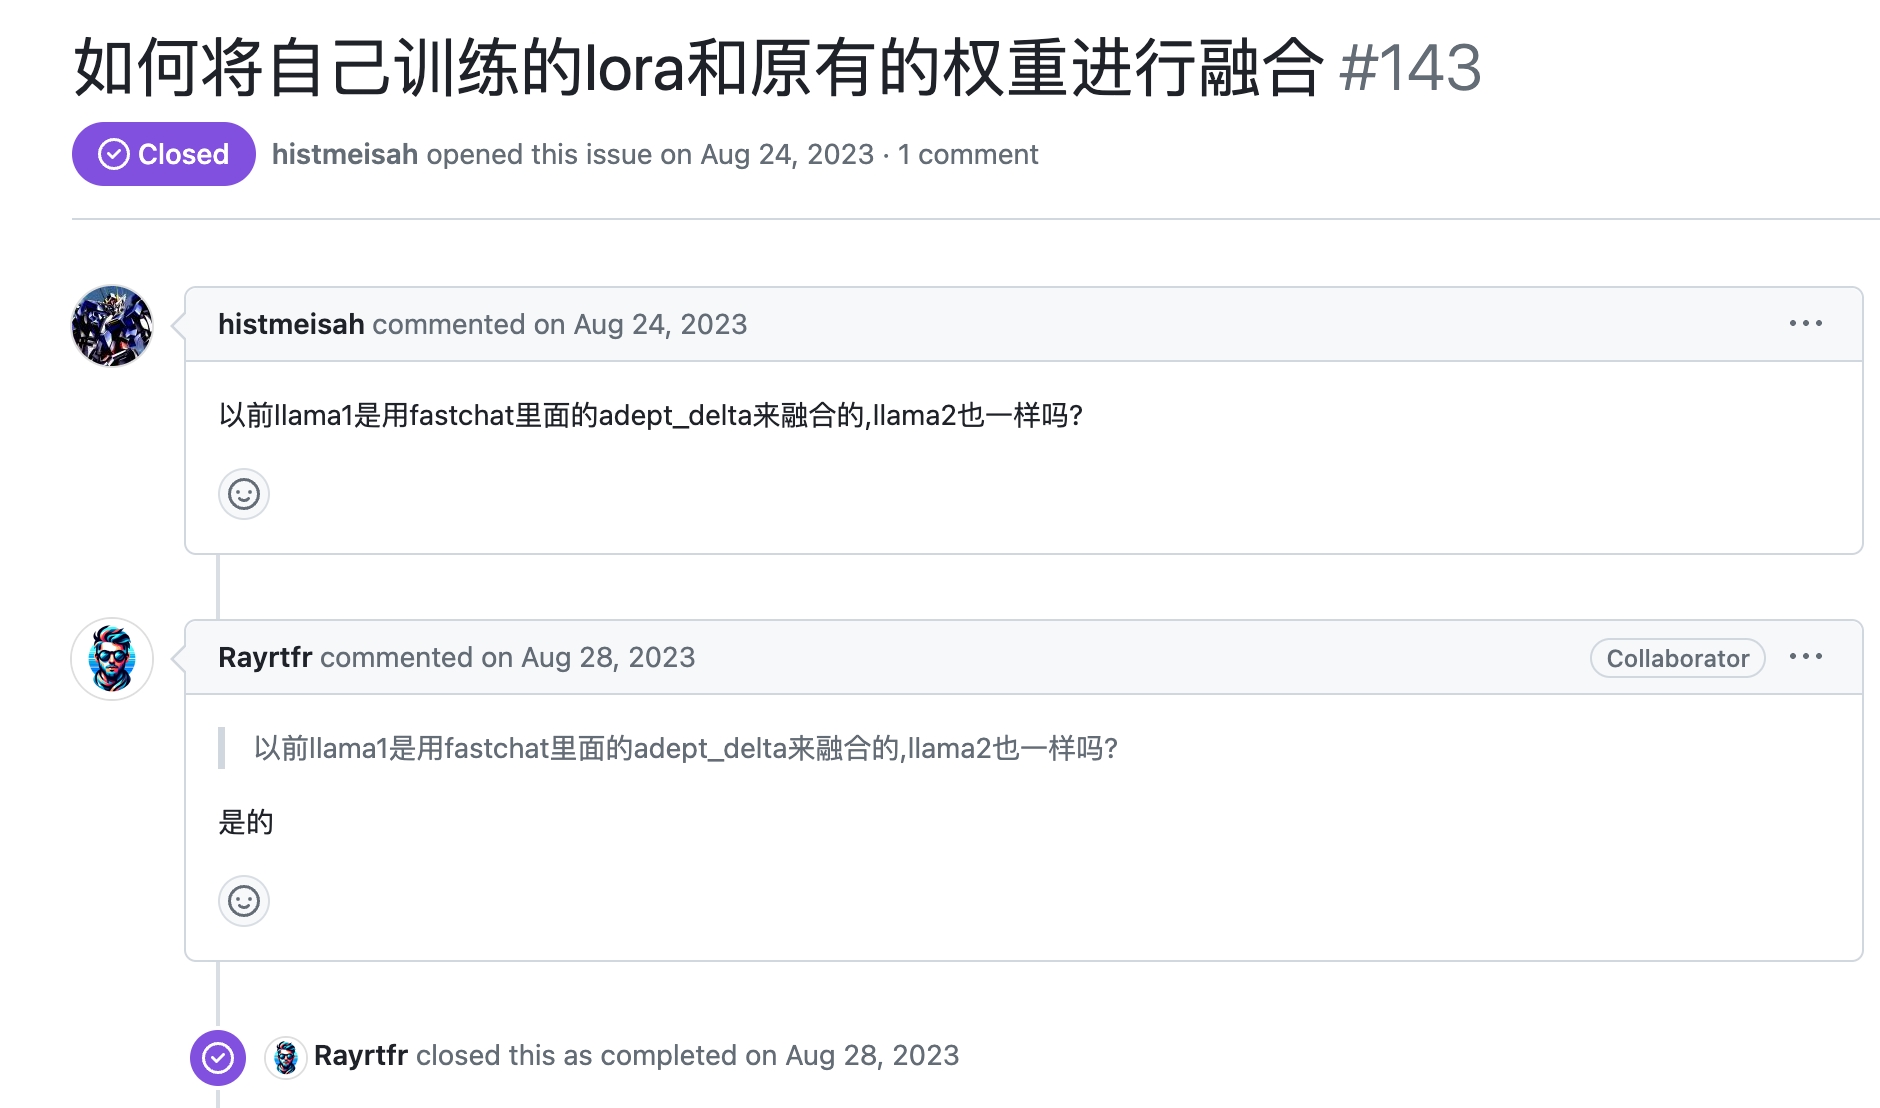 如何将自己训练的lora和原有的权重进行融合 #143
Closed histmeisah opened this issue on Aug 24, 2023 · 1 comment
histmeisah commented on Aug 24, 2023
以前llama1是用fastchat里面的adept_delta来融合的,llama2也一样吗?
Rayrtfr commented on Aug 28, 2023 Collaborator
以前llama1是用fastchat里面的adept_delta来融合的,llama2也一样吗?
是的
Rayrtfr closed this as completed on Aug 28, 2023